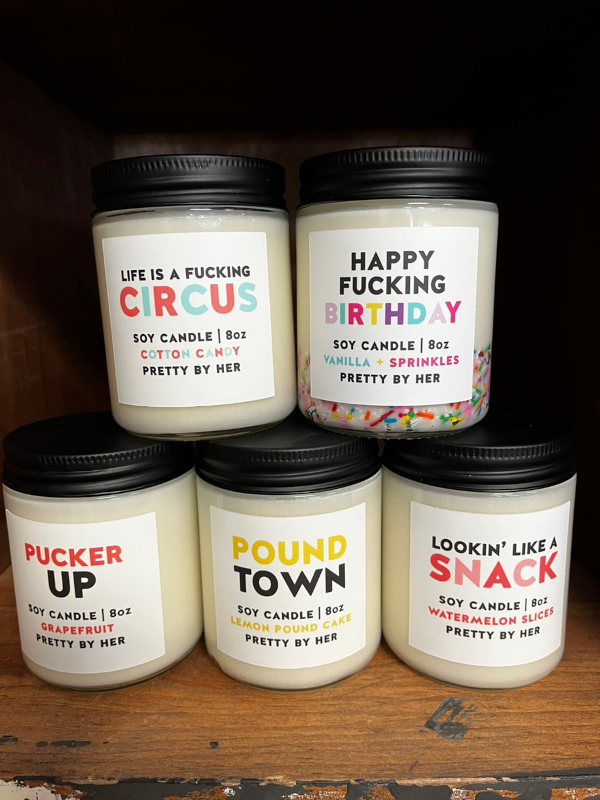 LIFE IS A FUCKING
CIRCUS
SOY CANDLE | 8oz
COTTON CANDY
PRETTY BY HER
HAPPY
FUCKING
BIRTHDAY
SOY CANDLE | 8oz
VANILLA + SPRINKLES
PRETTY BY HER
PUCKER
UP
SOY CANDLE | 8oz
GRAPEFRUIT
PRETTY BY HER
POUND
TOWN
SOY CANDLE | 8oz
LEMON POUND CAKE
PRETTY BY HER
LOOKIN' LIKE A
SNACK
SOY CANDLE | 8oz
WATERMELON SLICES
PRETTY BY HER